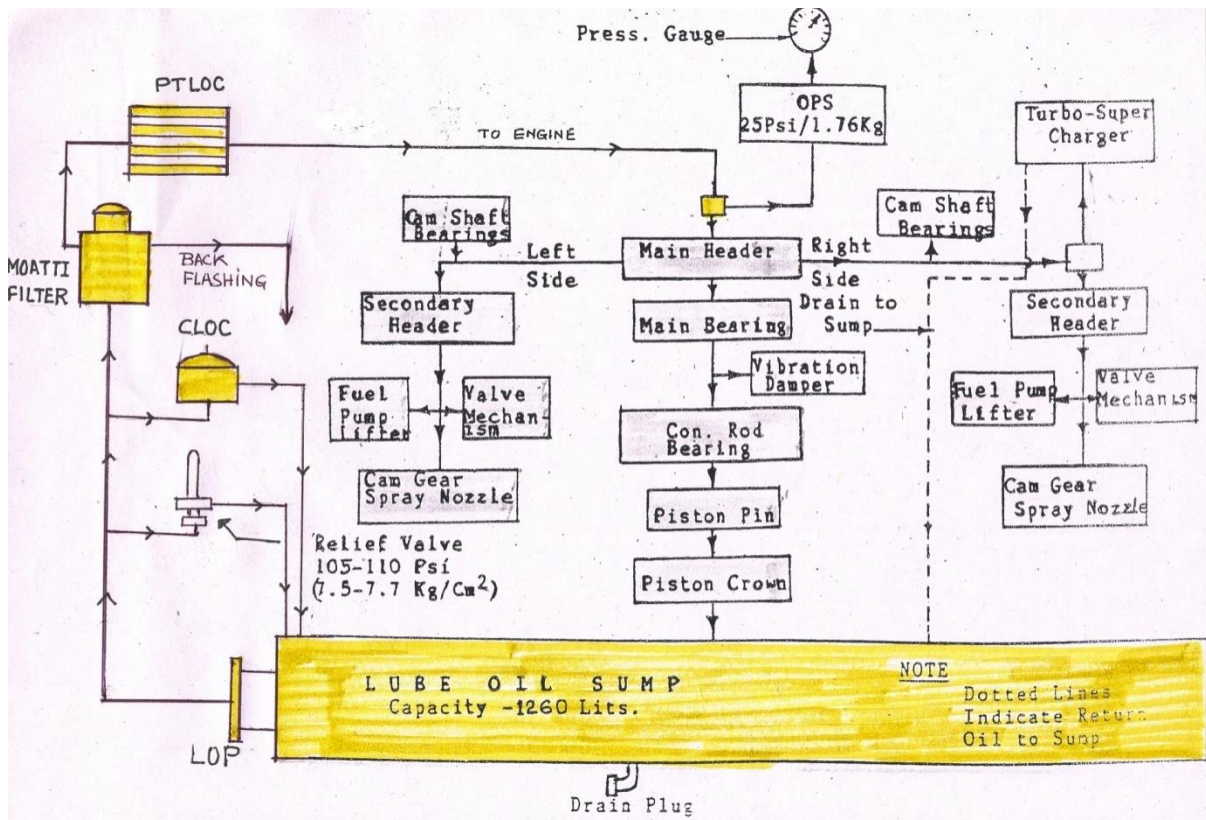 Press. Gauge
PTLOC
OPS
25Psi/1.76Kg
Turbo-Super
Charger
TO ENGINE
Cam Shaft
Bearings
Cam Shaft
Bearings
MOATTI
FILTER
BACK
FLASHING
Left
Side
Main Header
Right
Side
Drain to
Sump
Secondary
Header
Main Bearing
Secondary
Header
CLOC
Vibration
Damper
Fuel
Pump
Lifter
Valve
Mechan
ism
Fuel Pump
Lifter
Valve
Mechanism
Con. Rod
Bearing
Cam Gear
Spray Nozzle
Cam Gear
Spray Nozzle
Piston Pin
Relief Valve
105-110 Psi
(7.5-7.7 Kg/Cm²)
Piston Crown
LUBE OIL SUMP
Capacity -1260 Lits.
NOTE
Dotted Lines
Indicate Return
Oil to Sump
LOP
Drain Plug